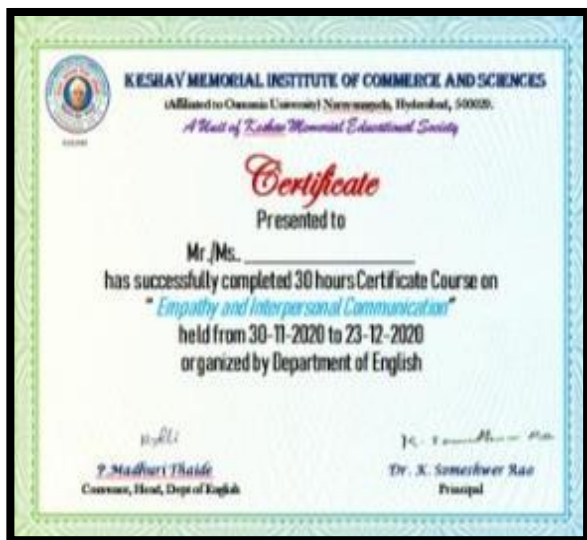 KESHAV MEMORIAL INSTITUTE OF COMMERCE AND SCIENCES
(Affiliated to Osmania University) Narayanaguda, Hyderabad, 500029.
A Unit of Keshav Memorial Educational Society
Certificate
Presented to
Mr./Ms.. ____________________
has successfully completed 30 hours Certificate Course on
" Empathy and Interpersonal Communication"
held from 30-11-2020 to 23-12-2020
organized by Department of English
P.Madhuri Thaide
Convenor, Head, Dept of English
Dr. K. Someshwer Rao
Principal